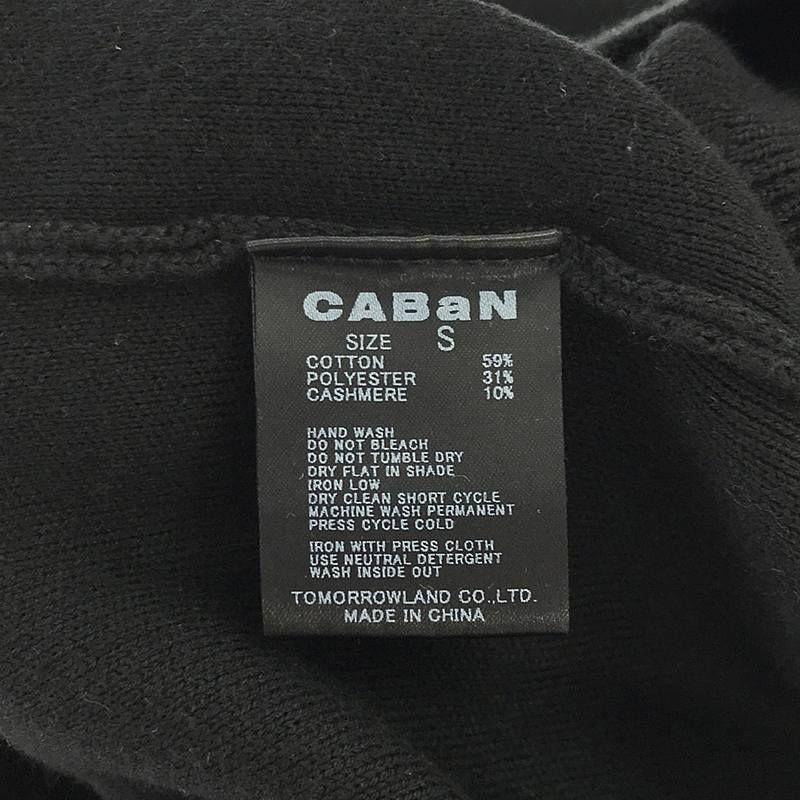 CABaN
SIZE S
COTTON 59%
POLYESTER 31%
CASHMERE 10%
HAND WASH
DO NOT BLEACH
DO NOT TUMBLE DRY
DRY FLAT IN SHADE
IRON LOW
DRY CLEAN SHORT CYCLE
MACHINE WASH PERMANENT
PRESS CYCLE COLD
IRON WITH PRESS CLOTH
USE NEUTRAL DETERGENT
WASH INSIDE OUT
TOMORROWLAND CO.,LTD.
MADE IN CHINA